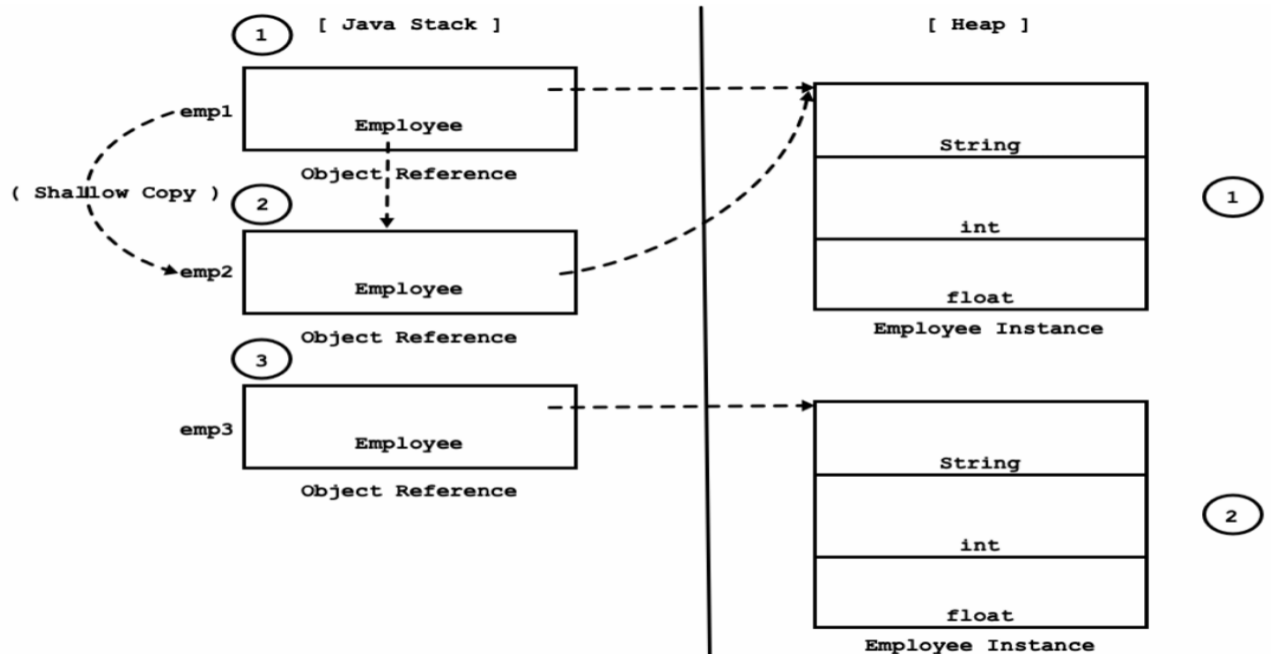 1
[ Java Stack ]
emp1
Employee
Object Reference
( Shallow Copy )
2
emp2
Employee
Object Reference
3
emp3
Employee
Object Reference
[ Heap ]
String
int
float
Employee Instance
1
String
int
float
Employee Instance
2